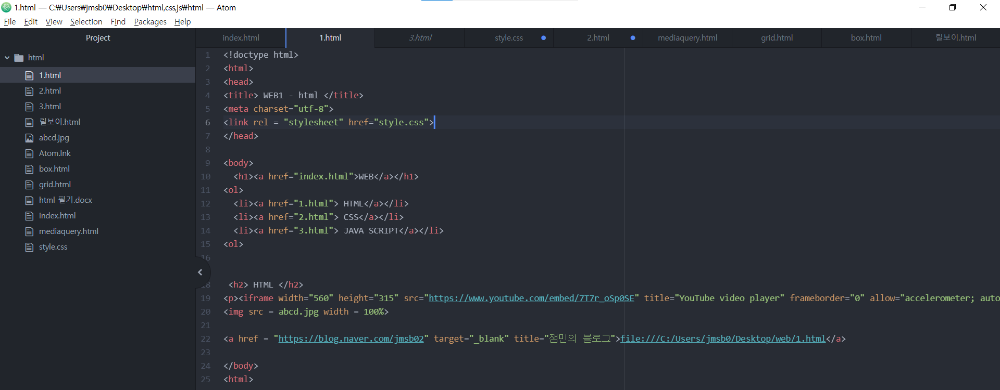 1.html — C:₩Users₩jmsb0₩Desktop₩html,css,js₩html — Atom
File Edit View Selection Find Packages Help
Project
html
1.html
2.html
3.html
릴보이.html
abcd.jpg
Atom.lnk
box.html
grid.html
html 필기.docx
index.html
mediaquery.html
style.css
index.html 1.html 3.html style.css 2.html mediaquery.html grid.html box.html 릴보이.html
1 <!doctype html>
2 <html>
3 <head>
4 <title> WEB1 - html </title>
5 <meta charset="utf-8">
6 <link rel = "stylesheet" href="style.css">
7 </head>
8
9 <body>
10 <h1><a href="index.html">WEB</a></h1>
11 <ol>
12 <li><a href="1.html"> HTML</a></li>
13 <li><a href="2.html"> CSS</a></li>
14 <li><a href="3.html"> JAVA SCRIPT</a></li>
15 <ol>
16
18 <h2> HTML </h2>
19 <p><iframe width="560" height="315" src="https://www.youtube.com/embed/7T7r_oSp0SE" title="YouTube video player" frameborder="0" allow="accelerometer; auto
20 <img src = abcd.jpg width = 100%>
21
22 <a href = "https://blog.naver.com/jmsb02" target="_blank" title="잼민의 블로그">file:///C:/Users/jmsb0/Desktop/web/1.html</a>
23
24 </body>
25 <html>